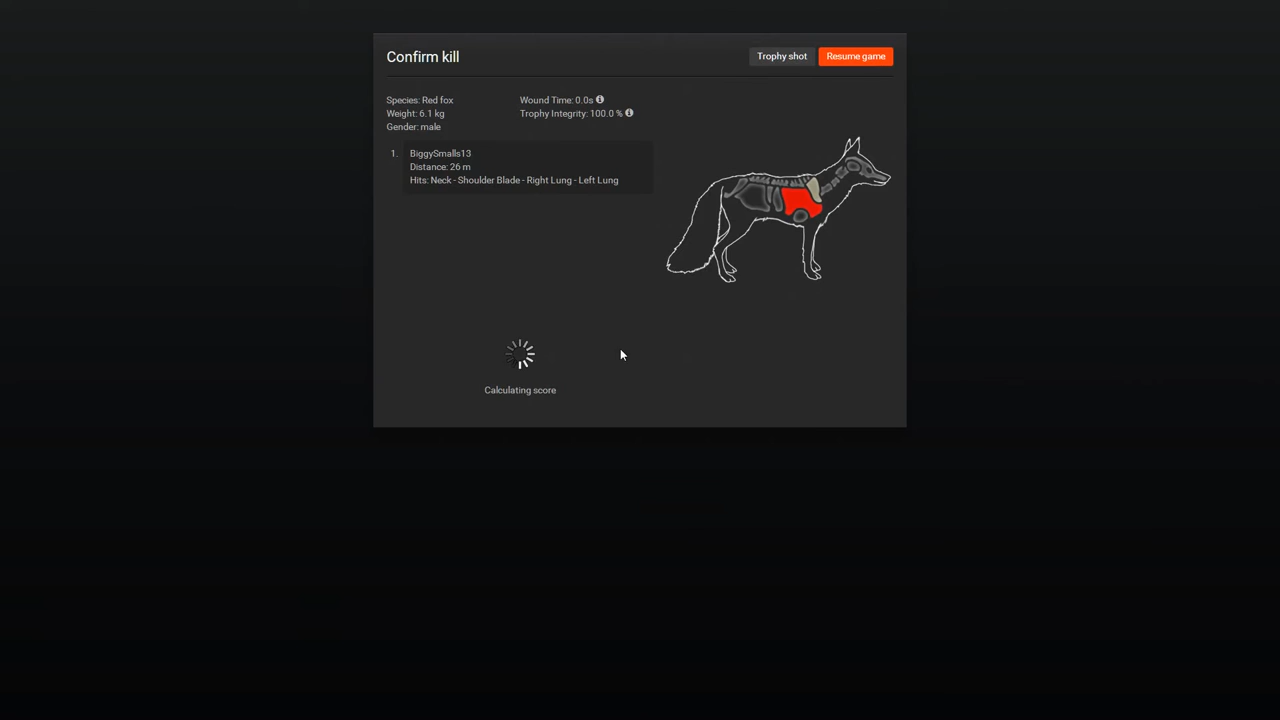 Confirm kill
Trophy shot
Resume game
Species: Red fox
Weight: 6.1 kg
Gender: male
Wound Time: 0.0s
Trophy Integrity: 100.0 %
1.
BiggySmalls13
Distance: 26 m
Hits: Neck - Shoulder Blade - Right Lung - Left Lung
Calculating score